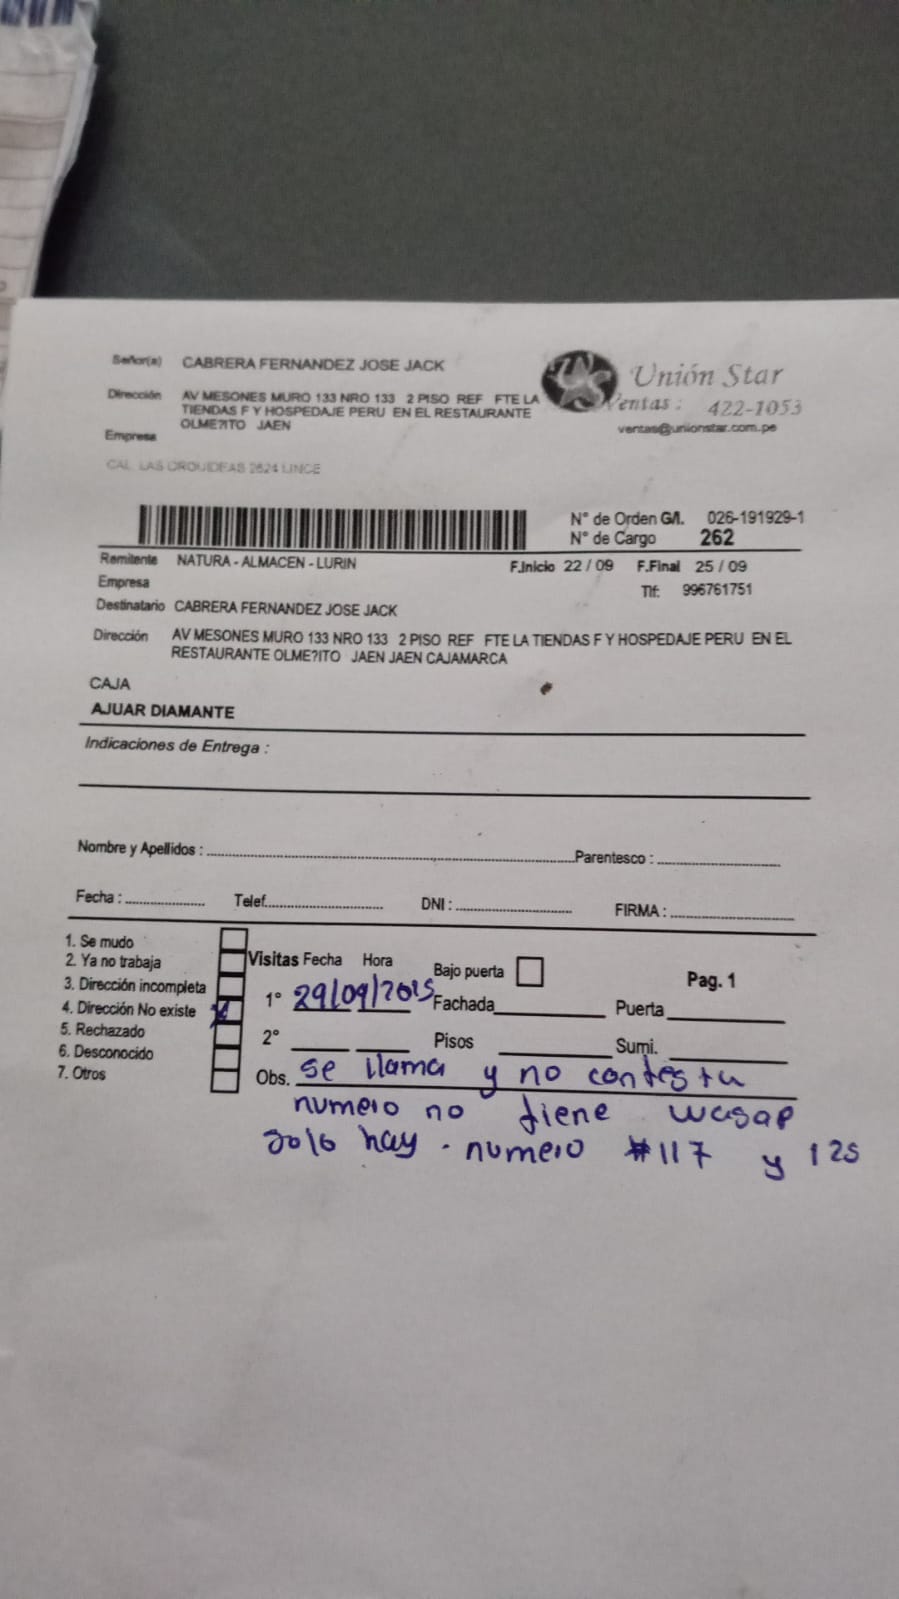 Señor(a) CABRERA FERNANDEZ JOSE JACK
Unión Star
Ventas : 422-1053
ventas@unionstar.com.pe
Dirección AV MESONES MURO 133 NRO 133 2 PISO REF FTE LA
TIENDAS F Y HOSPEDAJE PERU EN EL RESTAURANTE
OLME?ITO JAEN
Empresa
CAL. LAS ORQUIDEAS 2624 LINCE
N° de Orden G/I. 026-191929-1
N° de Cargo 262
Remitente NATURA - ALMACEN - LURIN F.Inicio 22 / 09 F.Final 25 / 09
Empresa Tlf: 996761751
Destinatario CABRERA FERNANDEZ JOSE JACK
Dirección AV MESONES MURO 133 NRO 133 2 PISO REF FTE LA TIENDAS F Y HOSPEDAJE PERU EN EL
RESTAURANTE OLME?ITO JAEN JAEN CAJAMARCA
CAJA
AJUAR DIAMANTE
Indicaciones de Entrega :
Nombre y Apellidos : Parentesco :
Fecha : Telef. DNI : FIRMA :
1. Se mudo
2. Ya no trabaja
3. Dirección incompleta
4. Dirección No existe
5. Rechazado
6. Desconocido
7. Otros
Visitas Fecha Hora Bajo puerta Pag. 1
1° 29/09/2015 Fachada Puerta
2° Pisos Sumi.
Obs. se llama y no contesta
numero no tiene wasap
solo hay . numero #117 y 125